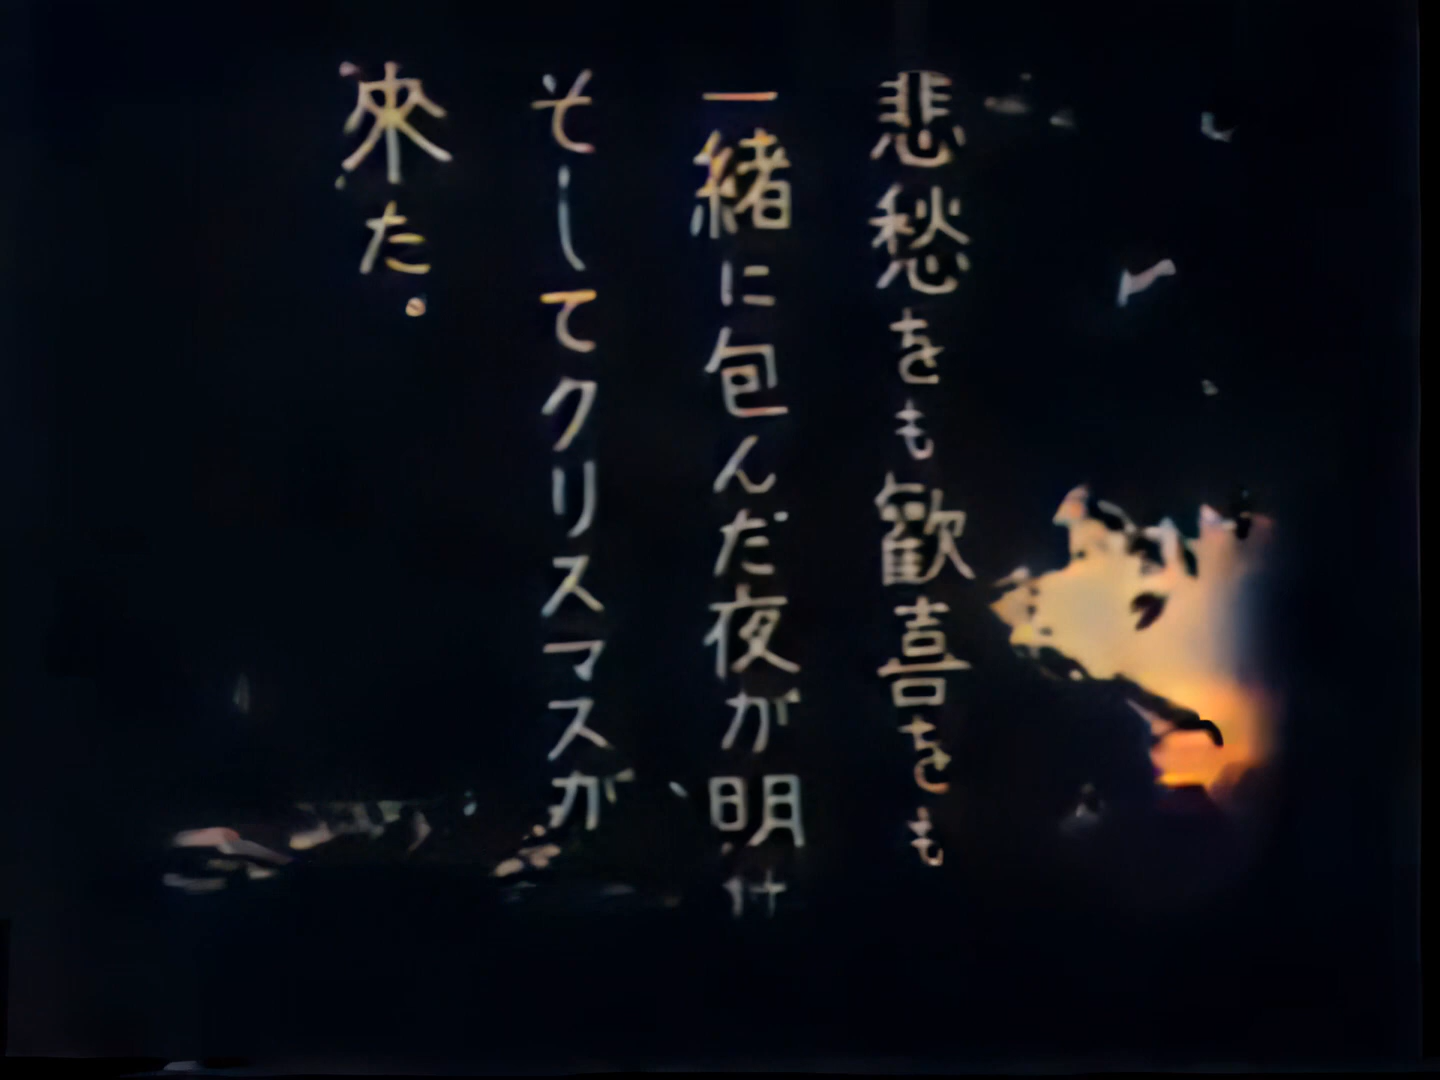 悲愁をも歓喜をも
一緒に包んだ夜が明け
そしてクリスマスが
来た。